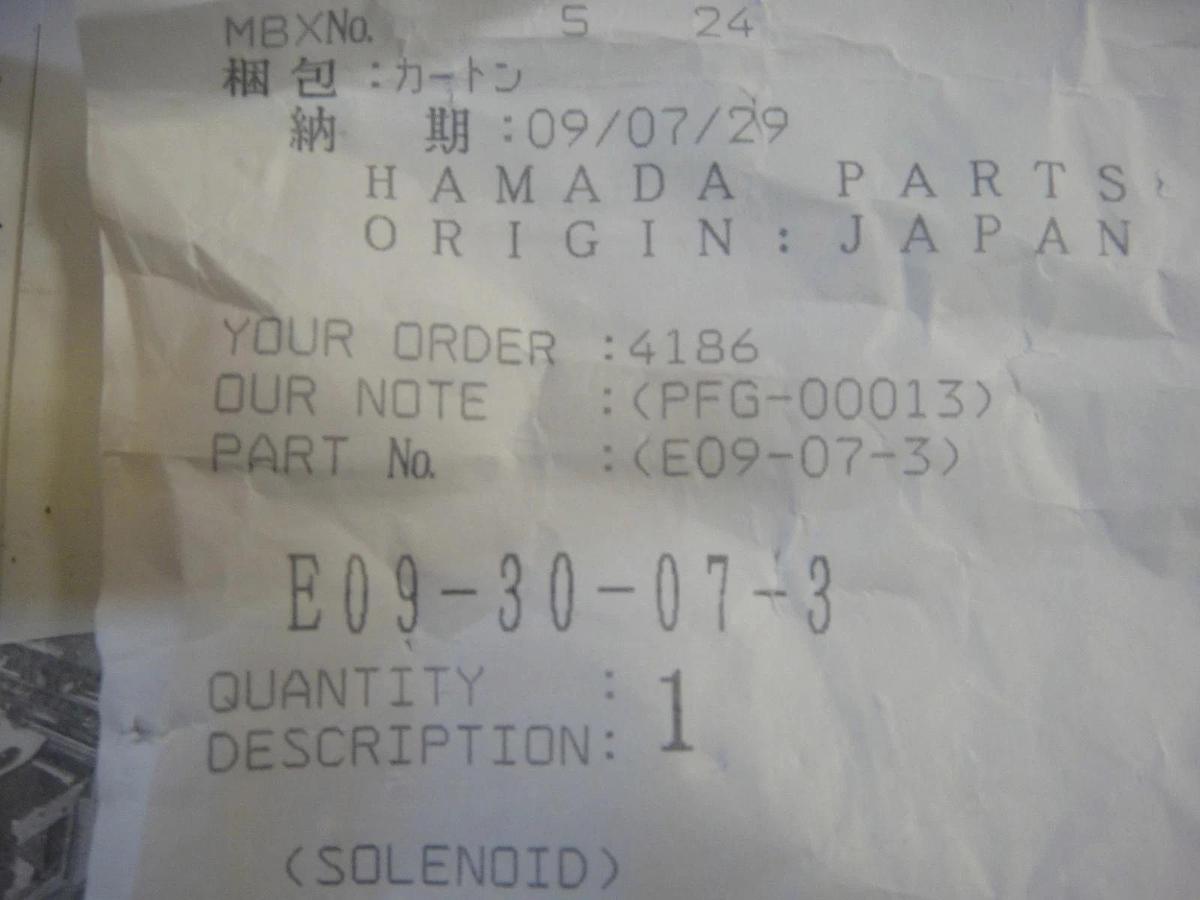 MBX№ 5 24
梱包:カートン
納 期:09/07/29
HAMADA PARTS
ORIGIN:JAPAN
YOUR ORDER :4186
OUR NOTE :(PFG-00013)
PART № :(E09-07-3)
E09-30-07-3
QUANTITY : 1
DESCRIPTION:
(SOLENOID)